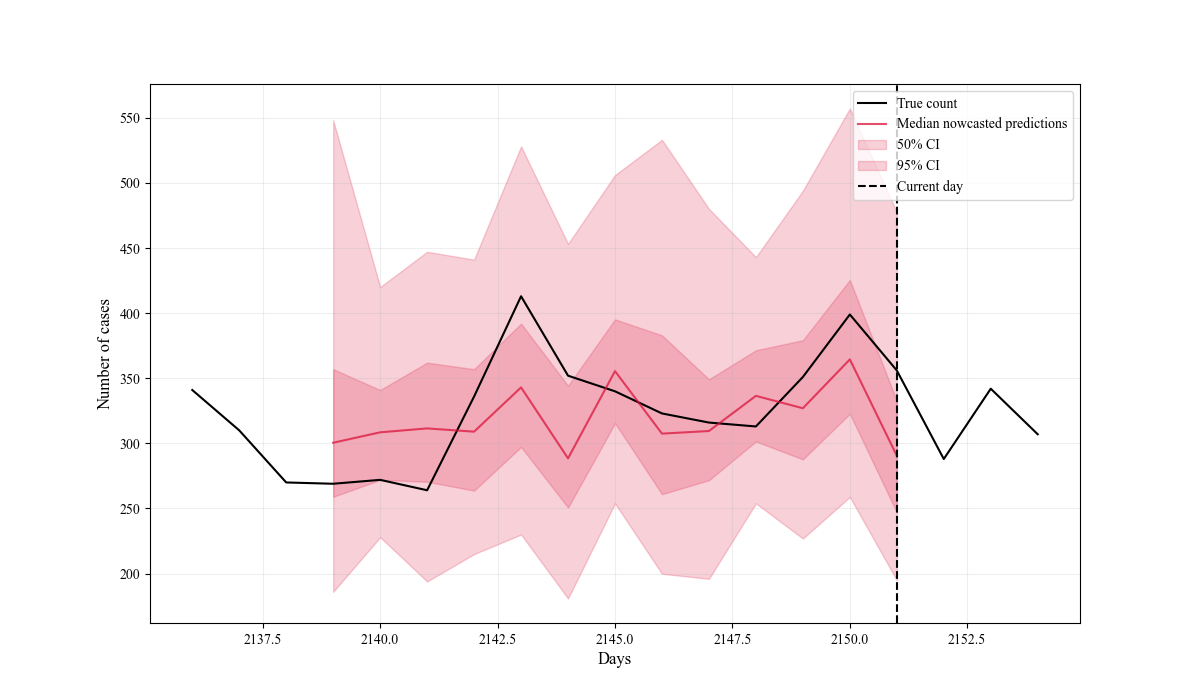 550
500
450
400
350
300
250
200
Number of cases
True count
Median nowcasted predictions
50% CI
95% CI
Current day
2137.5 2140.0 2142.5 2145.0 2147.5 2150.0 2152.5
Days